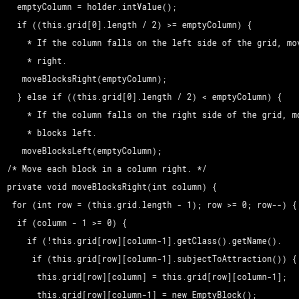 emptyColumn = holder.intValue();
if ((this.grid[0].length / 2) >= emptyColumn) {
* If the column falls on the left side of the grid,
* right.
moveBlocksRight(emptyColumn);
} else if ((this.grid[0].length / 2) < emptyColumn) {
* If the column falls on the right side of the grid,
* blocks left.
moveBlocksLeft(emptyColumn);
/* Move each block in a column right. */
private void moveBlocksRight(int column) {
for (int row = (this.grid.length - 1); row >= 0; row--) {
if (column - 1 >= 0) {
if (!this.grid[row][column-1].getClass().getName().
if (this.grid[row][column-1].subjectToAttraction()) {
this.grid[row][column] = this.grid[row][column-1];
this.grid[row][column-1] = new EmptyBlock();